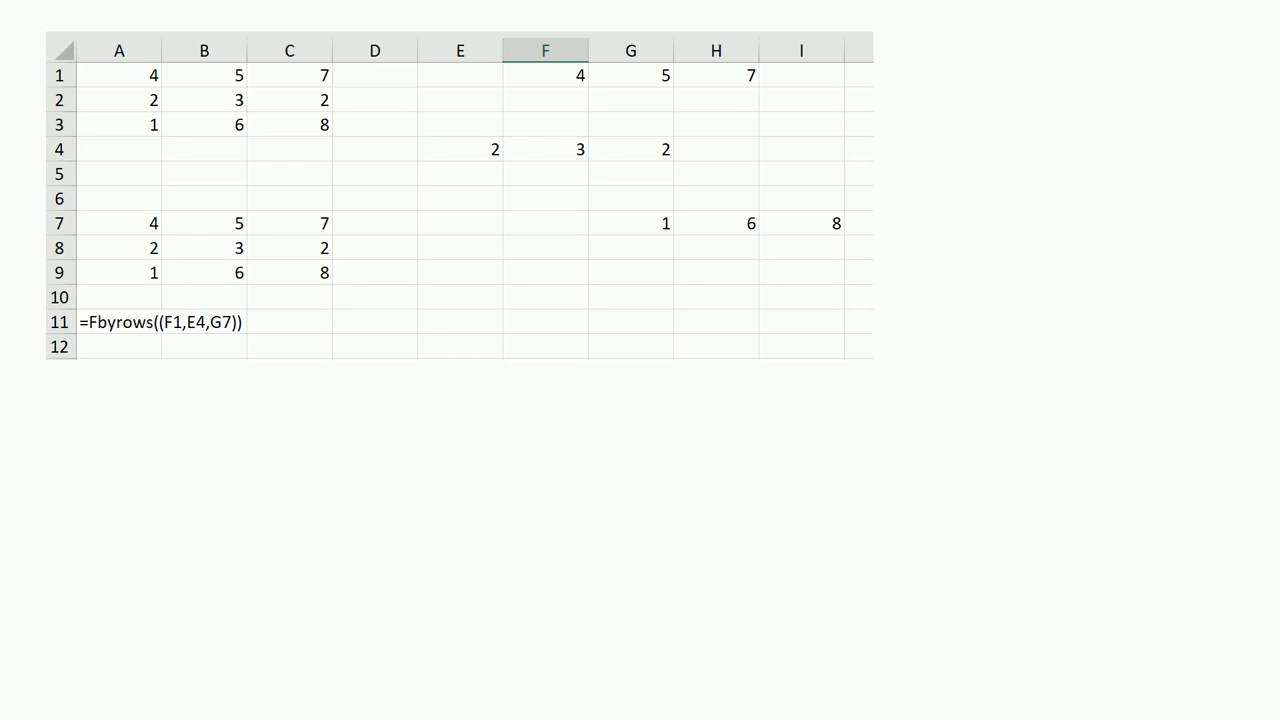 A B C D E F G H I
1 4 5 7 4 5 7
2 2 3 2
3 1 6 8
4 2 3 2
5
6
7 4 5 7 1 6 8
8 2 3 2
9 1 6 8
10
11 =Fbyrows((F1,E4,G7))
12